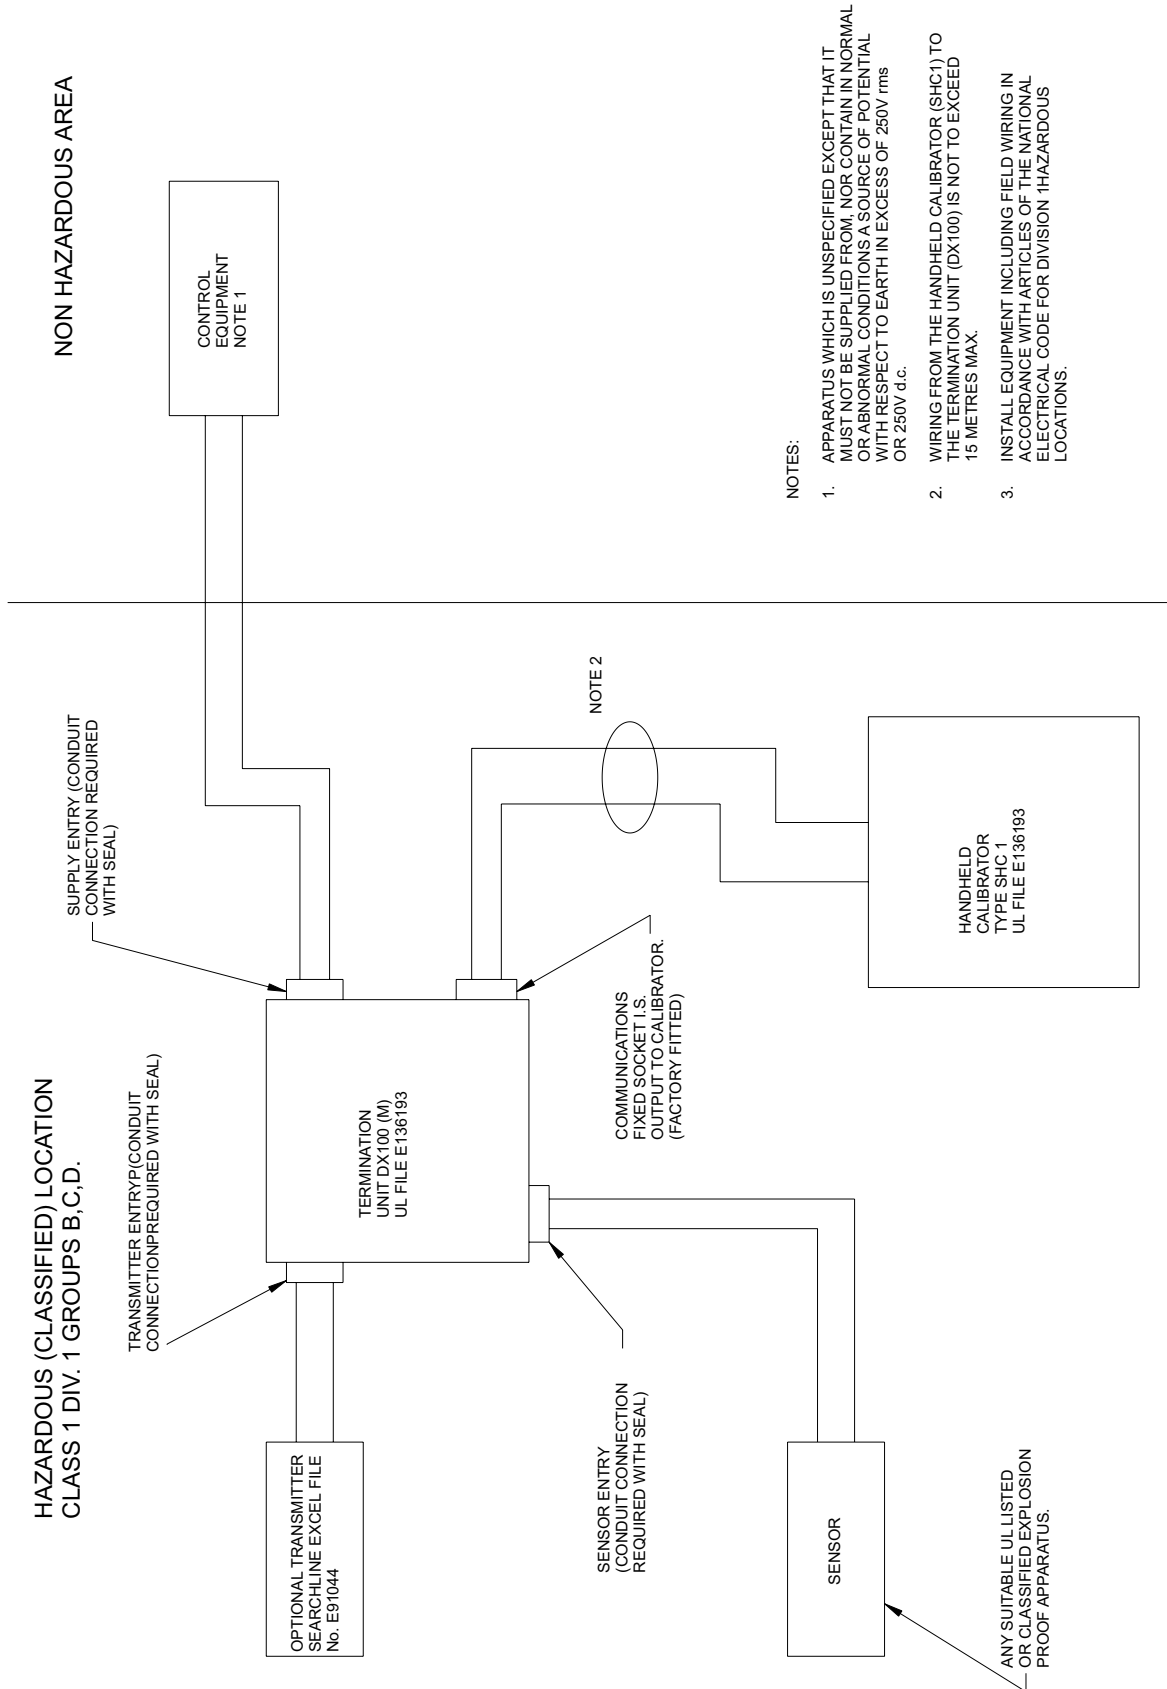 HAZARDOUS (CLASSIFIED) LOCATION
CLASS 1 DIV. 1 GROUPS B,C,D.
NON HAZARDOUS AREA
TRANSMITTER ENTRYP(CONDUIT
CONNECTIONPREQUIRED WITH SEAL)
SUPPLY ENTRY (CONDUIT
CONNECTION REQUIRED
WITH SEAL)
CONTROL
EQUIPMENT
NOTE 1
OPTIONAL TRANSMITTER
SEARCHLINE EXCEL FILE
No. E91044
TERMINATION
UNIT DX100 (M)
UL FILE E136193
NOTE 2
SENSOR ENTRY
(CONDUIT CONNECTION
REQUIRED WITH SEAL)
COMMUNICATIONS
FIXED SOCKET I.S.
OUTPUT TO CALIBRATOR.
(FACTORY FITTED)
SENSOR
HANDHELD
CALIBRATOR
TYPE SHC 1
UL FILE E136193
ANY SUITABLE UL LISTED
OR CLASSIFIED EXPLOSION
PROOF APPARATUS.
NOTES:
1. APPARATUS WHICH IS UNSPECIFIED EXCEPT THAT IT
MUST NOT BE SUPPLIED FROM, NOR CONTAIN IN NORMAL
OR ABNORMAL CONDITIONS A SOURCE OF POTENTIAL
WITH RESPECT TO EARTH IN EXCESS OF 250V rms
OR 250V d.c.
2. WIRING FROM THE HANDHELD CALIBRATOR (SHC1) TO
THE TERMINATION UNIT (DX100) IS NOT TO EXCEED
15 METRES MAX.
3. INSTALL EQUIPMENT INCLUDING FIELD WIRING IN
ACCORDANCE WITH ARTICLES OF THE NATIONAL
ELECTRICAL CODE FOR DIVISION 1HAZARDOUS
LOCATIONS.